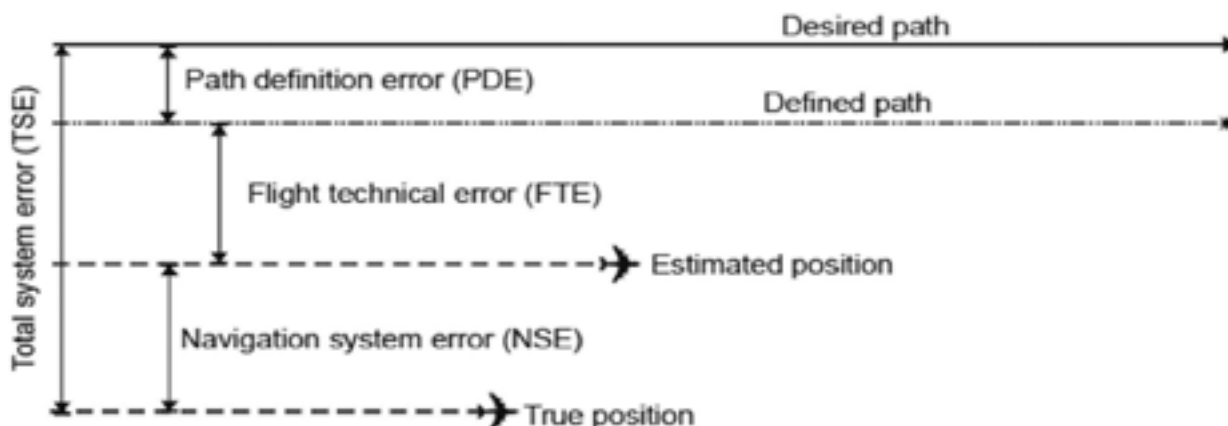 Desired path
Path definition error (PDE)
Defined path
Total system error (TSE)
Flight technical error (FTE)
Estimated position
Navigation system error (NSE)
True position